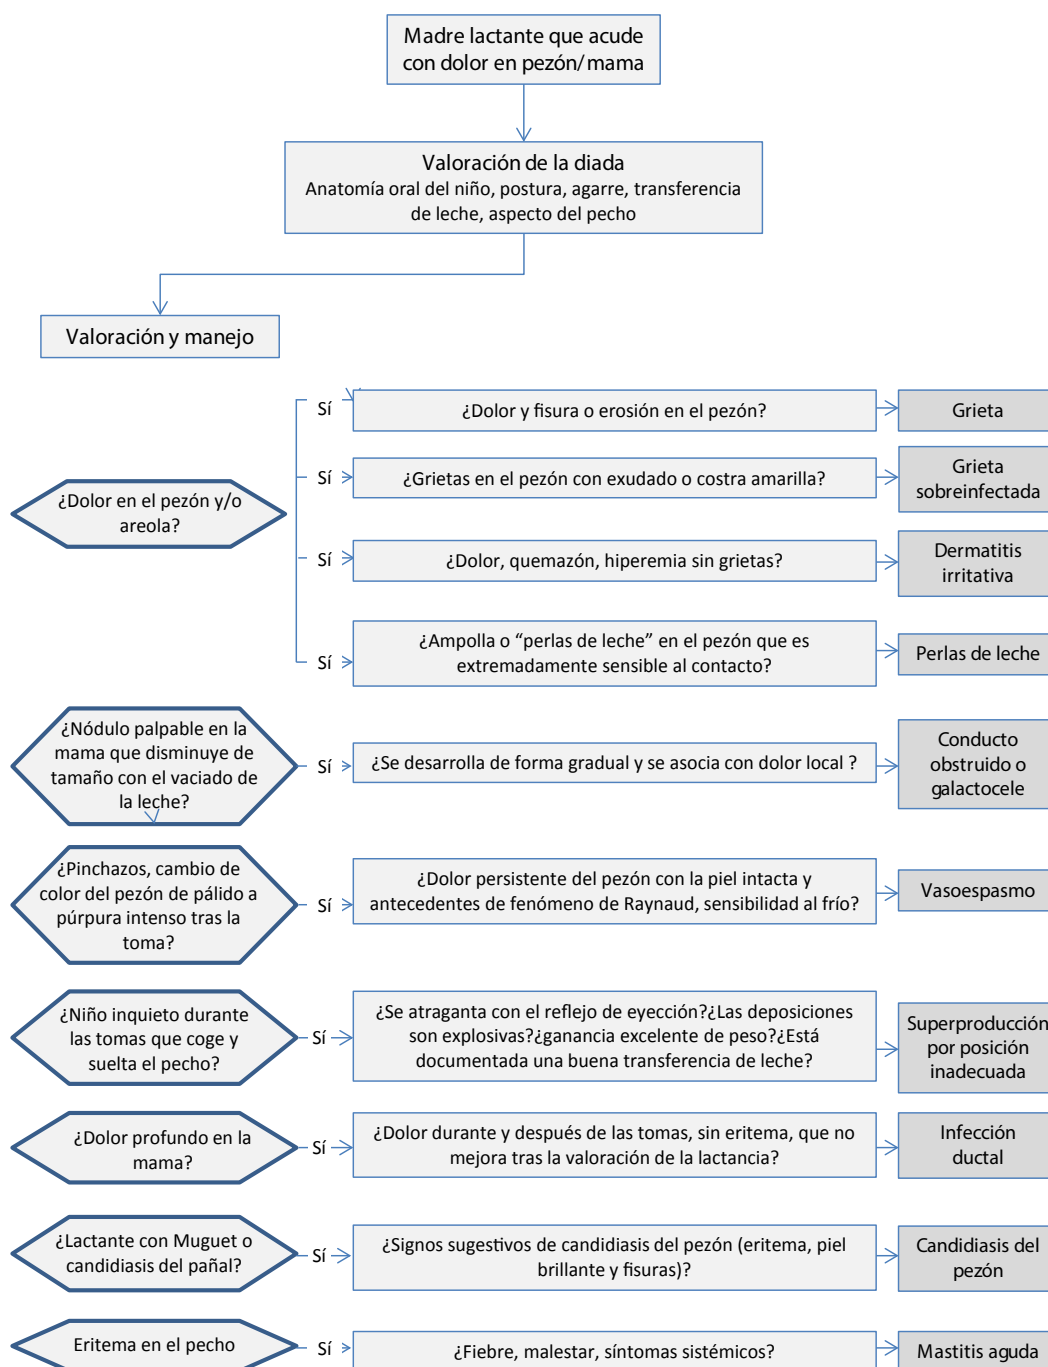 Madre lactante que acude
con dolor en pezón/mama
Valoración de la diada
Anatomía oral del niño, postura, agarre, transferencia
de leche, aspecto del pecho
Valoración y manejo
¿Dolor en el pezón y/o
areola?
Sí
¿Dolor y fisura o erosión en el pezón?
Grieta
Sí
¿Grietas en el pezón con exudado o costra amarilla?
Grieta
sobreinfectada
Sí
¿Dolor, quemazón, hiperemia sin grietas?
Dermatitis
irritativa
Sí
¿Ampolla o “perlas de leche” en el pezón que es
extremadamente sensible al contacto?
Perlas de leche
¿Nódulo palpable en la
mama que disminuye de
tamaño con el vaciado de
la leche?
Sí
¿Se desarrolla de forma gradual y se asocia con dolor local ?
Conducto
obstruido o
galactocele
¿Pinchazos, cambio de
color del pezón de pálido a
púrpura intenso tras la
toma?
Sí
¿Dolor persistente del pezón con la piel intacta y
antecedentes de fenómeno de Raynaud, sensibilidad al frío?
Vasoespasmo
¿Niño inquieto durante
las tomas que coge y
suelta el pecho?
Sí
¿Se atraganta con el reflejo de eyección?¿Las deposiciones
son explosivas?¿ganancia excelente de peso?¿Está
documentada una buena transferencia de leche?
Superproducción
por posición
inadecuada
¿Dolor profundo en la
mama?
Sí
¿Dolor durante y después de las tomas, sin eritema, que no
mejora tras la valoración de la lactancia?
Infección
ductal
¿Lactante con Muguet o
candidiasis del pañal?
Sí
¿Signos sugestivos de candidiasis del pezón (eritema, piel
brillante y fisuras)?
Candidiasis del
pezón
Eritema en el pecho
Sí
¿Fiebre, malestar, síntomas sistémicos?
Mastitis aguda